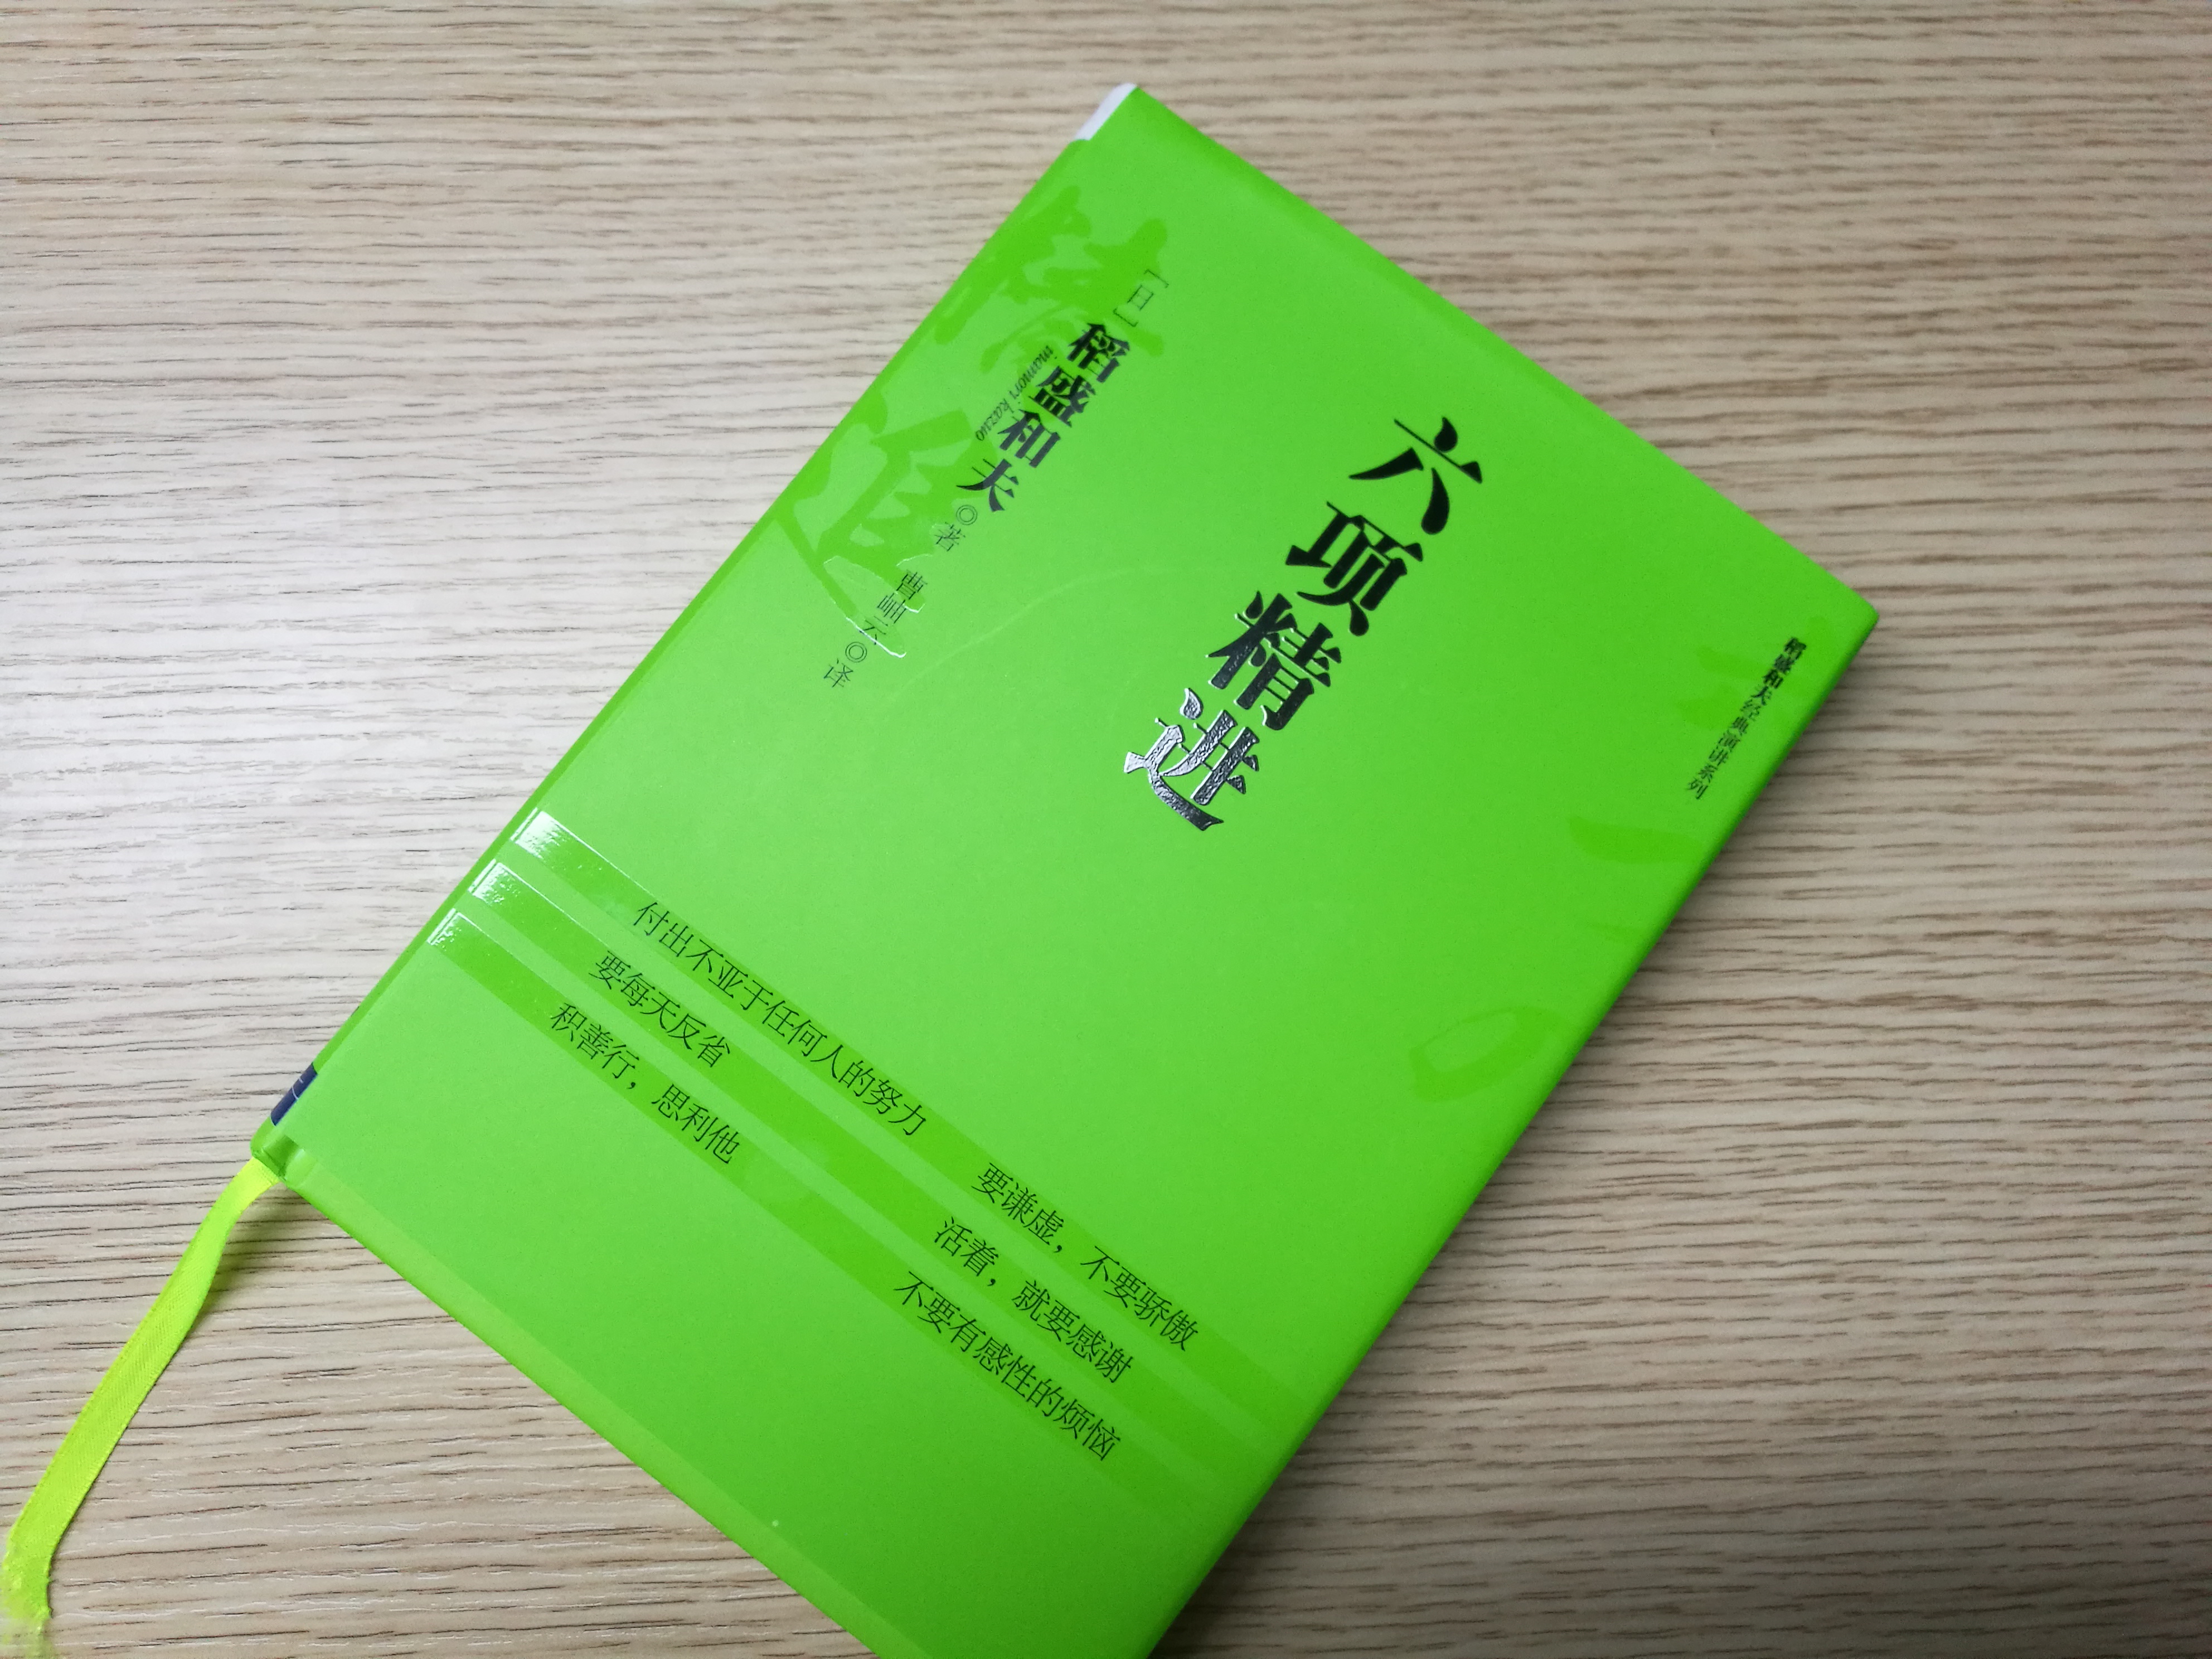 稻盛和夫经典演讲系列
六项精进
[日]稻盛和夫◎著 曹岫云◎译
inamori kazuo
精进
付出不亚于任何人的努力 要谦虚，不要骄傲
要每天反省 活着，就要感谢
积善行，思利他 不要有感性的烦恼